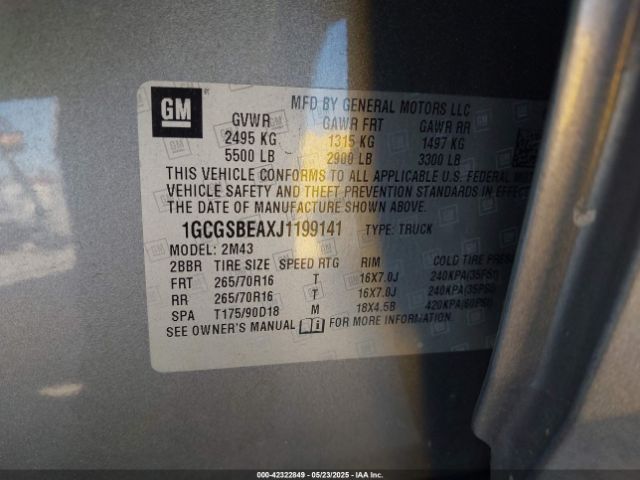 GM
MFD BY GENERAL MOTORS LLC
GVWR GAWR FRT GAWR RR
2495 KG 1315 KG 1497 KG
5500 LB 2900 LB 3300 LB
THIS VEHICLE CONFORMS TO ALL APPLICABLE U.S. FEDERAL
VEHICLE SAFETY AND THEFT PREVENTION STANDARDS IN EFFE
THE DATE OF MANUFACTURE SHOWN ABOVE.
1GCGSBEAXJ1199141 TYPE: TRUCK
MODEL: 2M43
2BBR TIRE SIZE SPEED RTG RIM COLD TIRE PRES
FRT 265/70R16 T 16X7.0J 240KPA(35PSI)
RR 265/70R16 T 16X7.0J 240KPA(35PSI)
SPA T175/90D18 M 18X4.5B 420KPA(60PSI)
SEE OWNER'S MANUAL FOR MORE INFORMATION.
000-42322849 - 05/23/2025 - IAA, Inc.